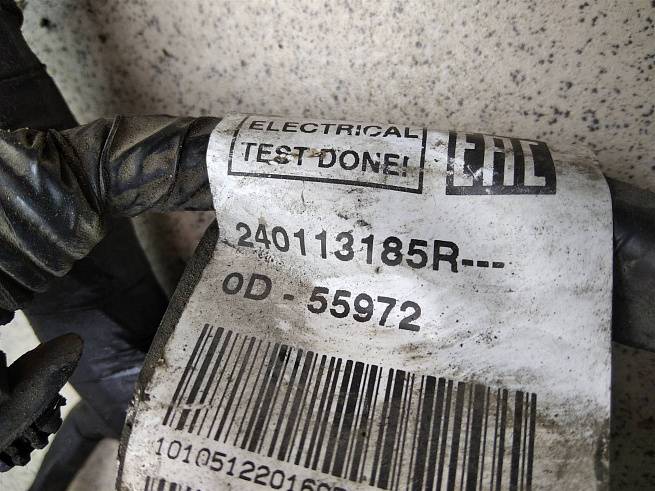 ELECTRICAL
TEST DONE!
240113185R---
0D - 55972